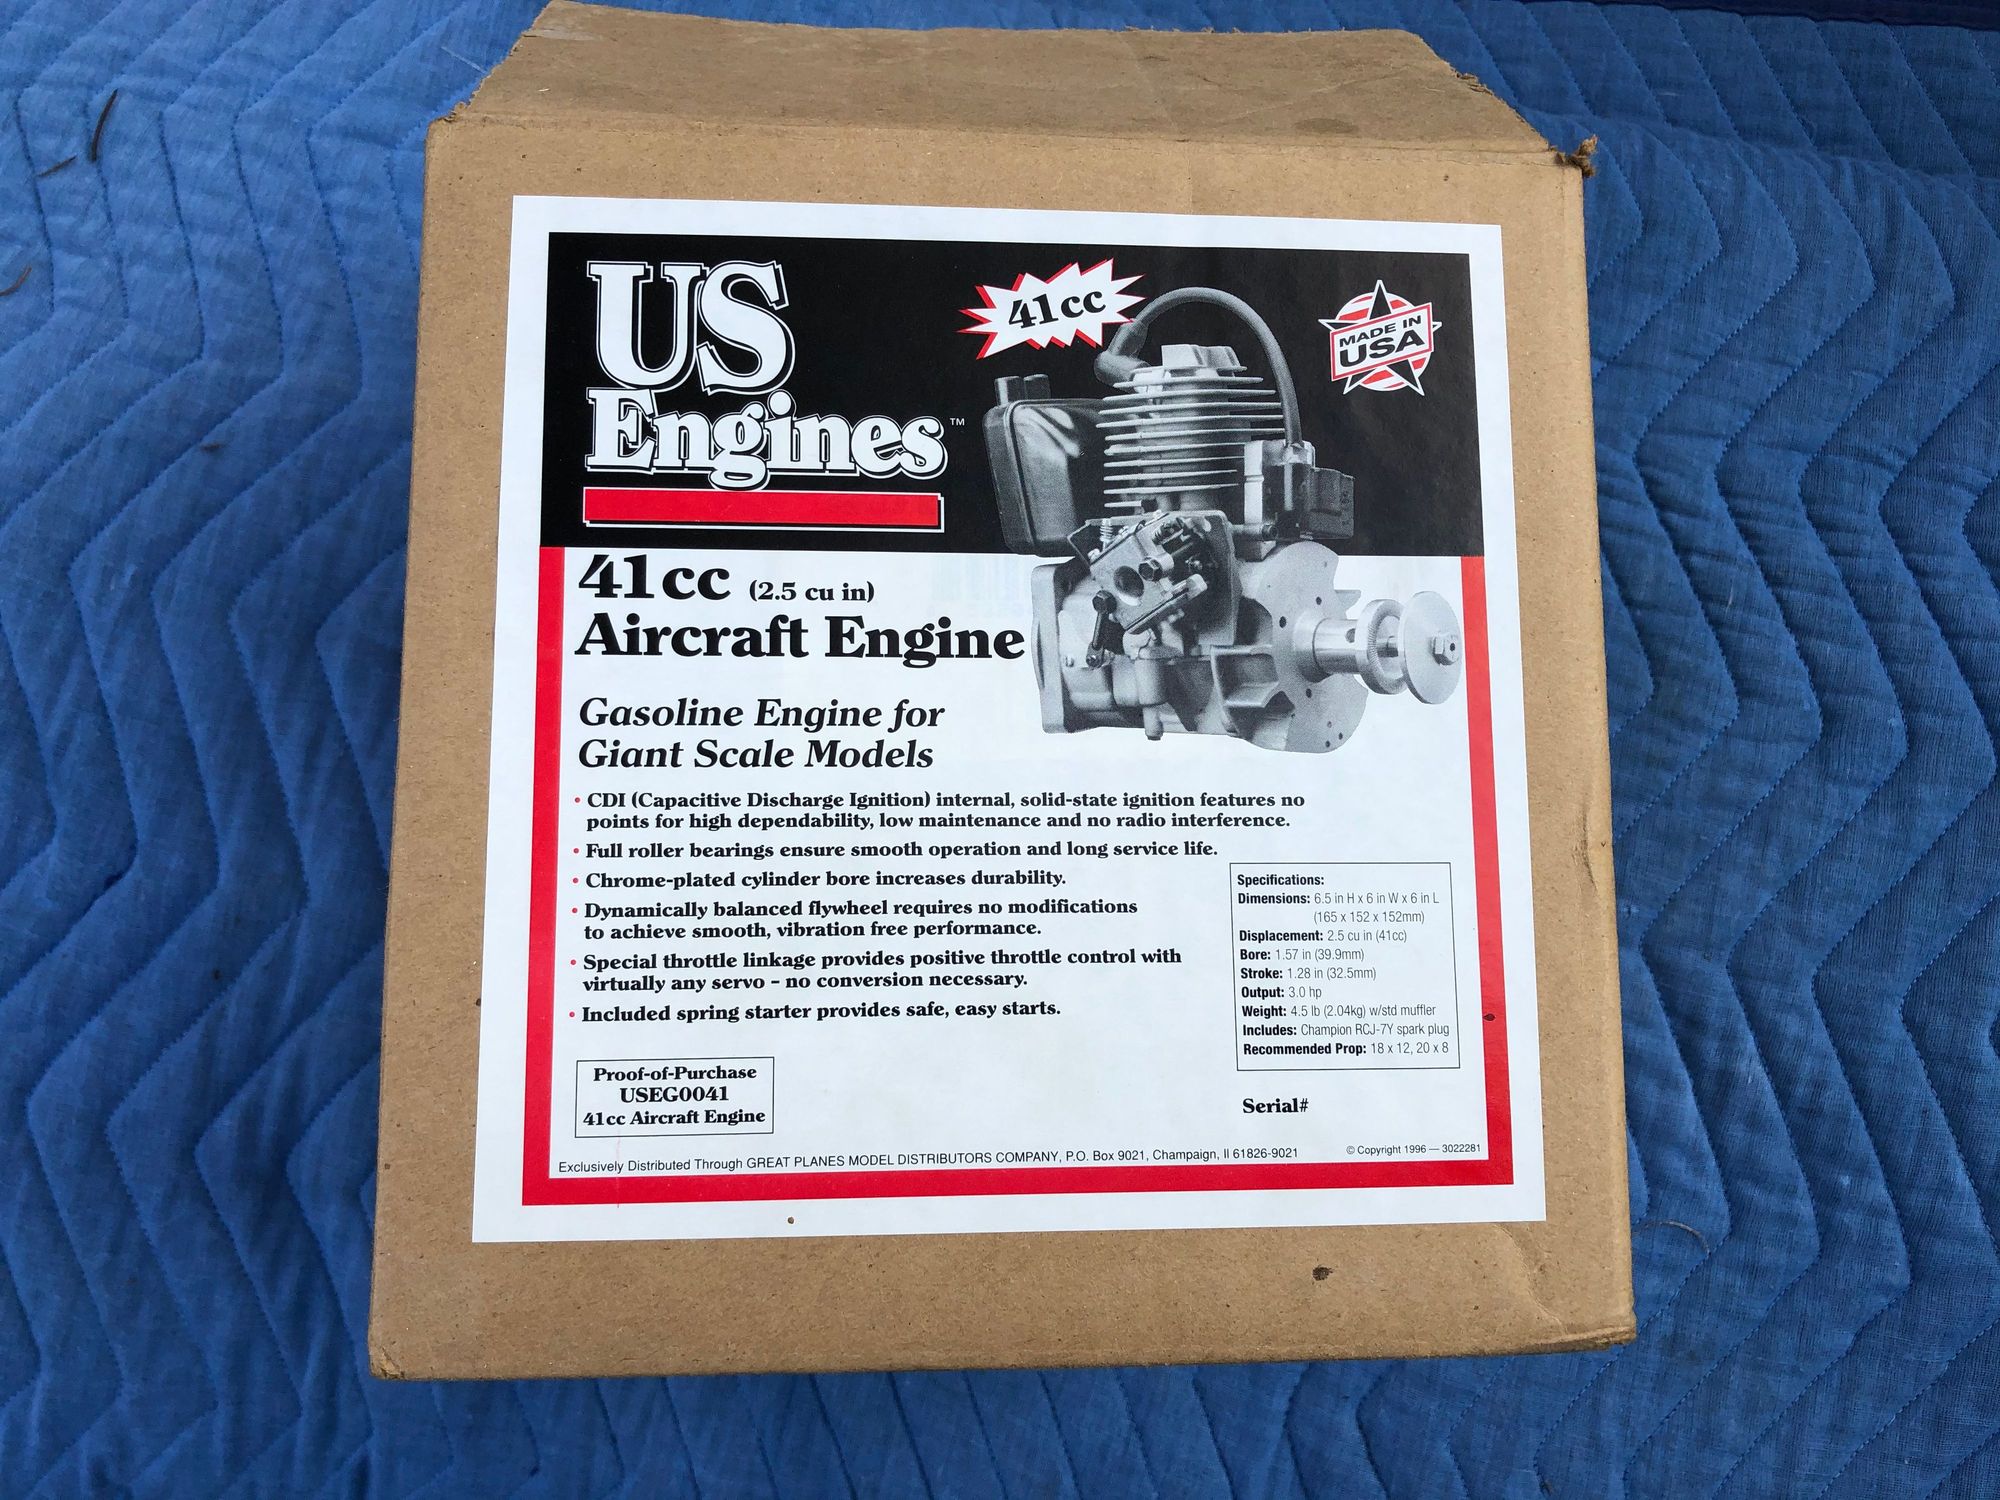 US
Engines™
41cc
MADE IN
USA
41cc (2.5 cu in)
Aircraft Engine
Gasoline Engine for
Giant Scale Models
• CDI (Capacitive Discharge Ignition) internal, solid-state ignition features no
points for high dependability, low maintenance and no radio interference.
• Full roller bearings ensure smooth operation and long service life.
• Chrome-plated cylinder bore increases durability.
• Dynamically balanced flywheel requires no modifications
to achieve smooth, vibration free performance.
• Special throttle linkage provides positive throttle control with
virtually any servo – no conversion necessary.
• Included spring starter provides safe, easy starts.
Specifications:
Dimensions: 6.5 in H x 6 in W x 6 in L
(165 x 152 x 152mm)
Displacement: 2.5 cu in (41cc)
Bore: 1.57 in (39.9mm)
Stroke: 1.28 in (32.5mm)
Output: 3.0 hp
Weight: 4.5 lb (2.04kg) w/std muffler
Includes: Champion RCJ-7Y spark plug
Recommended Prop: 18 x 12, 20 x 8
Proof-of-Purchase
USEG0041
41cc Aircraft Engine
Serial#
Exclusively Distributed Through GREAT PLANES MODEL DISTRIBUTORS COMPANY, P.O. Box 9021, Champaign, Il 61826-9021
© Copyright 1996 — 3022281